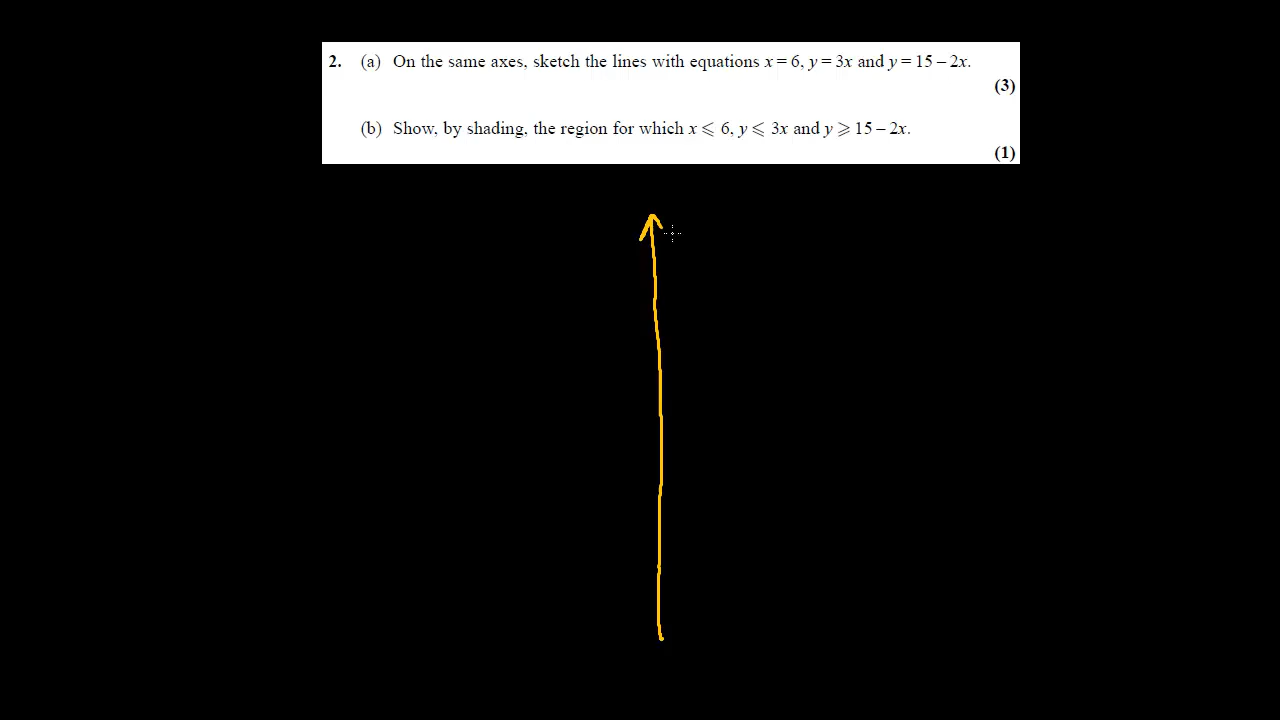 2. (a) On the same axes, sketch the lines with equations x = 6, y = 3x and y = 15 – 2x.
(3)
(b) Show, by shading, the region for which x ⩽ 6, y ⩽ 3x and y ⩾ 15 – 2x.
(1)